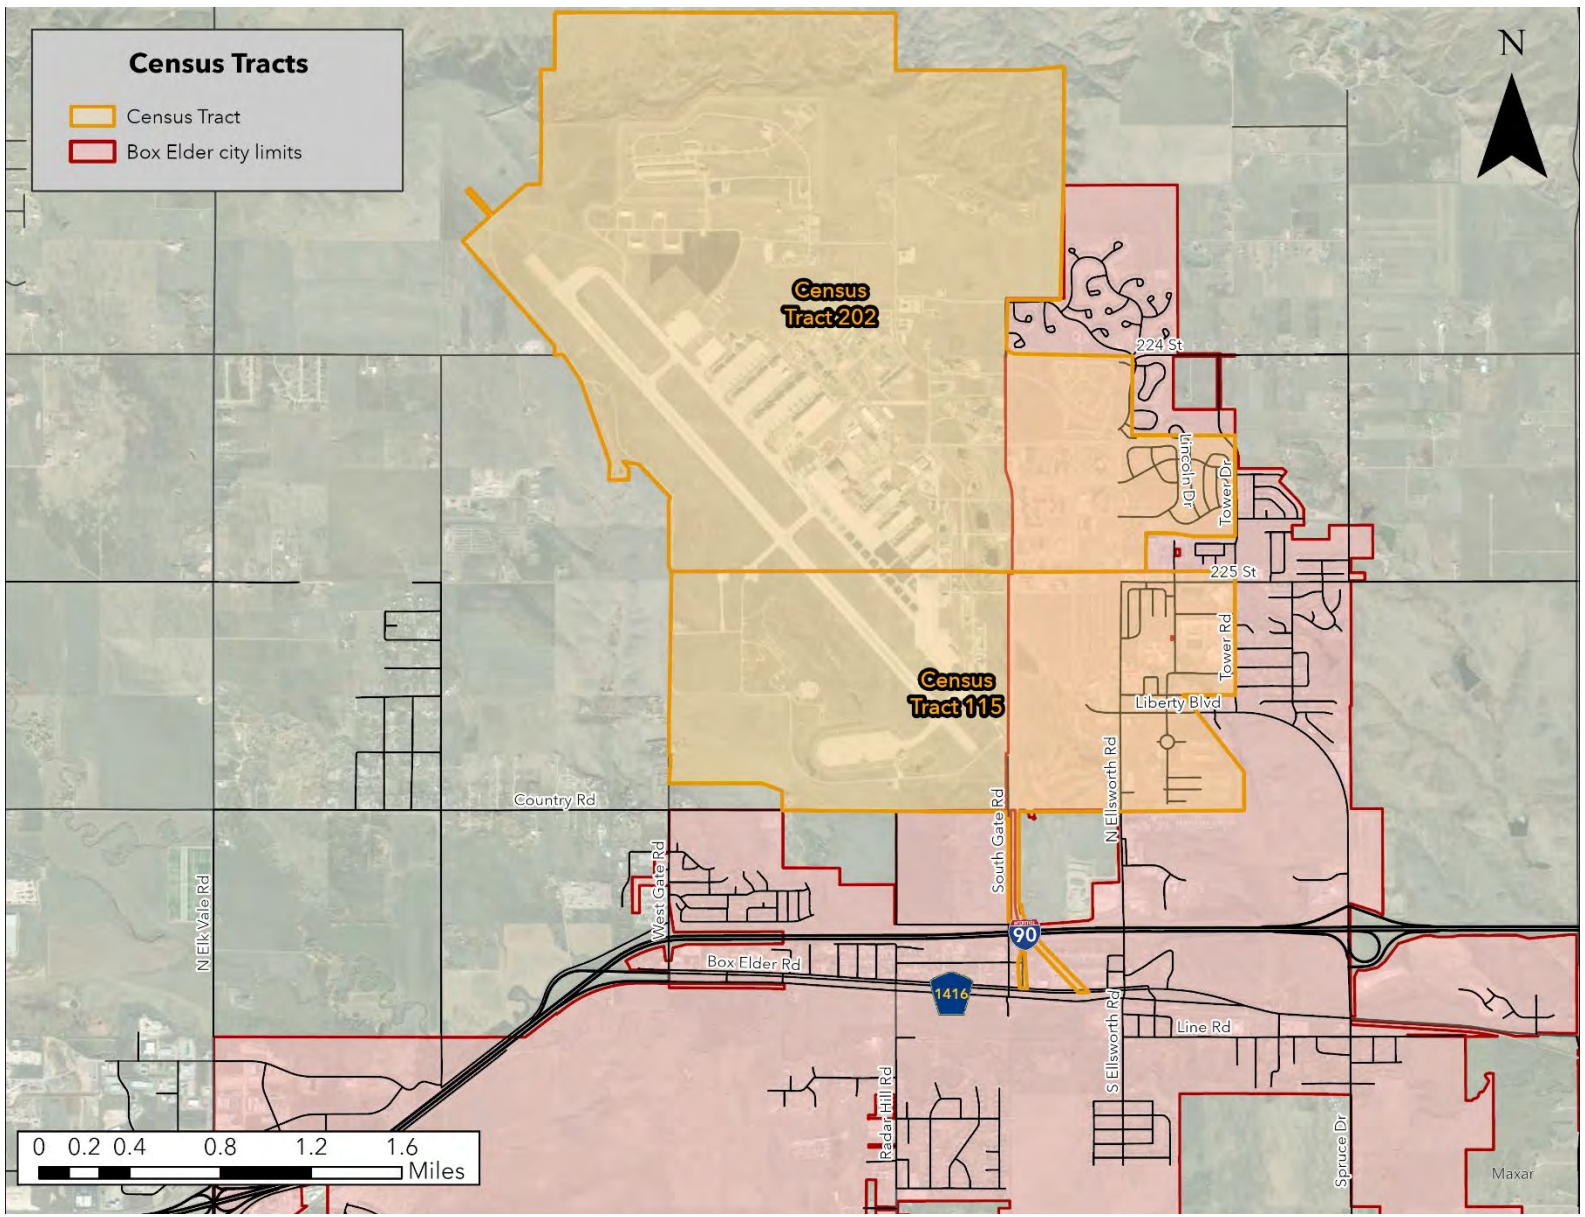 Census Tracts
Census Tract
Box Elder city limits
N
Census
Tract 202
224 St
Lincoln Dr
Tower Dr
225 St
Tower Rd
Census
Tract 115
Liberty Blvd
N Ellsworth Rd
Country Rd
South Gate Rd
West Gate Rd
N Elk Vale Rd
INTERSTATE
90
Box Elder Rd
1416
S Ellsworth Rd
Line Rd
Radar Hill Rd
Spruce Dr
0 0.2 0.4 0.8 1.2 1.6
Miles
Maxar